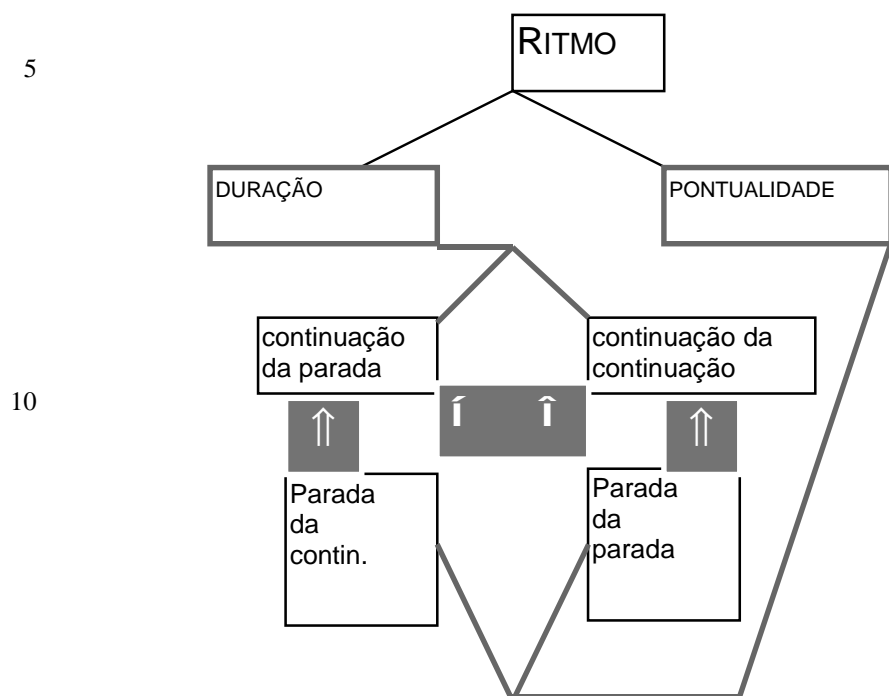 RITMO
5
DURAÇÃO
PONTUALIDADE
continuação
da parada
continuação da
continuação
10
⇑
í î
⇑
Parada
da
contin.
Parada
da
parada